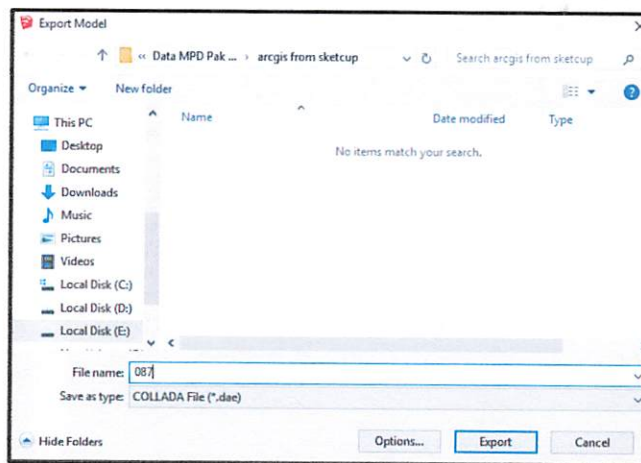 Export Model
« Data MPD Pak ... › arcgis from sketcup
Search arcgis from sketcup
Organize
New folder
This PC
Desktop
Documents
Downloads
Music
Pictures
Videos
Local Disk (C:)
Local Disk (D:)
Local Disk (E:)
Name
Date modified
Type
No items match your search.
File name: 087
Save as type: COLLADA File (*.dae)
Hide Folders
Options...
Export
Cancel